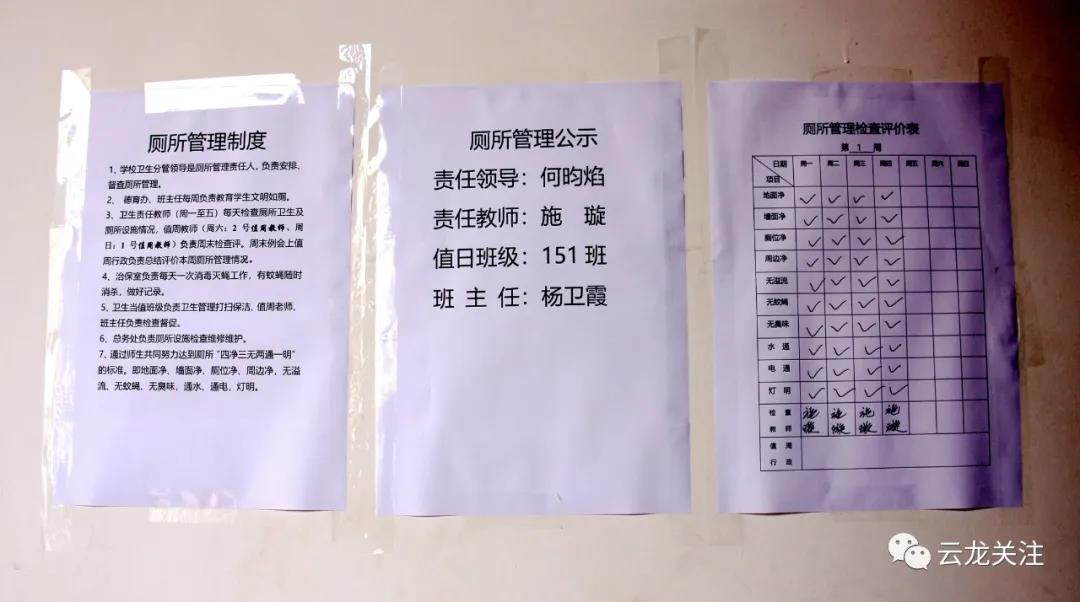 厕所管理制度
1、学校卫生分管领导是厕所管理责任人，负责安排、
督查厕所管理。
2、 德育办、班主任每周负责教育学生文明如厕。
3、卫生责任教师（周一至五）每天检查厕所卫生及
厕所设施情况，值周教师（周六：2 号值周教师、周
日：1 号值周教师）负责周末检查评。周末例会上值
周行政负责总结评价本周厕所管理情况。
4、治保室负责每天一次消毒灭蝇工作，有蚊蝇随时
消杀，做好记录。
5、卫生当值班级负责卫生管理打扫保洁、值周老师、
班主任负责检查督促。
6、总务处负责厕所设施检查维修维护。
7、通过师生共同努力达到厕所“四净三无两通一明”
的标准。即地面净、墙面净、厕位净、周边净，无溢
流、无蚊蝇、无臭味，通水、通电，灯明。
厕所管理公示
责任领导：何昀焰
责任教师：施 璇
值日班级：151 班
班 主 任：杨卫霞
厕所管理检查评价表
第 1 周
日期 周一 周二 周三 周四 周五 周六 周日
项目
地面净 ✓ ✓ ✓ ✓
墙面净 ✓ ✓ ✓ ✓
厕位净 ✓ ✓ ✓ ✓
周边净 ✓ ✓ ✓ ✓
无溢流 ✓ ✓ ✓ ✓
无蚊蝇 ✓ ✓ ✓ ✓
无臭味 ✓ ✓ ✓ ✓
水 通 ✓ ✓ ✓ ✓
电 通 ✓ ✓ ✓ ✓
灯 明 ✓ ✓ ✓ ✓
检 查 施 施 施 施
教 师 璇 璇 璇 璇
值 周
行 政
云龙关注